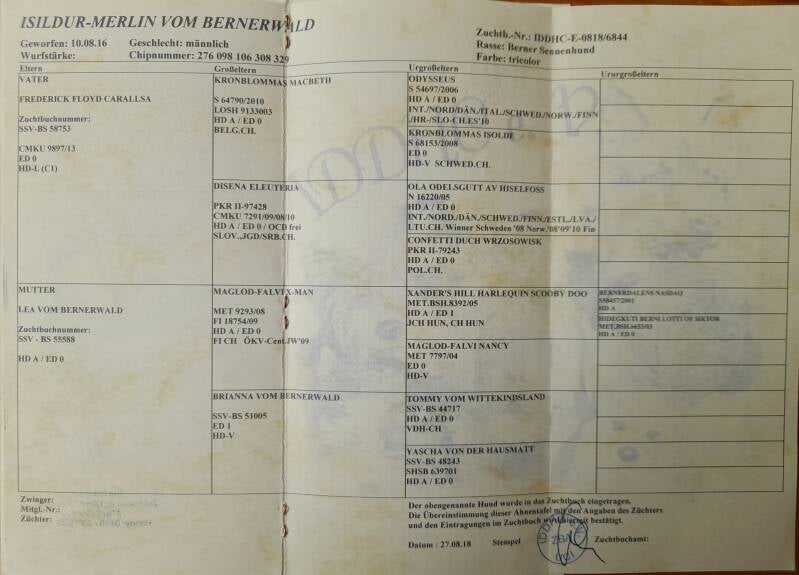 ISILDUR-MERLIN VOM BERNERWALD
Geworfen: 10.08.16 Geschlecht: männlich
Wurfstärke: Chipnummer: 276 098 106 308 329
Zuchtb.-Nr.: IDDHC-E-0818/6844
Rasse: Berner Sennenhund
Farbe: tricolor
Eltern
VATER
FREDERICK FLOYD CARALLSA
Zuchtbuchnummer:
SSV-BS 58753
CMKU 9897/13
ED 0
HD-L (C1)
MUTTER
LEA VOM BERNERWALD
Zuchtbuchnummer:
SSV - BS 55588
HD A / ED 0
Großeltern
KRONBLOMMAS MACBETH
S 64790/2010
LOSH 9133003
HD A / ED 0
BELG.CH.
DISENA ELEUTERIA
PKR II-97428
CMKU 7291/09/08/10
HD A / ED 0 / OCD frei
SLOV.,JGD/SRB.CH.
MAGLOD-FALVI X-MAN
MET 9293/08
FI 18754/09
HD A / ED 0
FI CH ÖKV-Cent.JW'09
BRIANNA VOM BERNERWALD
SSV-BS 51005
ED 1
HD-V
Urgroßeltern
ODYSSEUS
S 54697/2006
HD A / ED 0
INT./NORD/DÄN./ITAL./SCHWED./NORW./FINN
./HR-/SLO-CH.ES'10
KRONBLOMMAS ISOLDE
S 68153/2008
ED 0
HD-V SCHWED.CH.
OLA ODELSGUTT AV HISELFOSS
N 16220/05
HD A / ED 0
INT./NORD./DÄN./SCHWED./FINN./ESTL./LVA./
LTU.CH. Winner Schweden '08 Norw.'08'09'10 Fin
CONFETTI DUCH WRZOSOWISK
PKR II-79243
HD A / ED 0
POL.CH.
XANDER'S HILL HARLEQUIN SCOOBY DOO
MET.BSH.8392/05
HD A / ED 1
JCH HUN, CH HUN
MAGLOD-FALVI NANCY
MET 7797/04
ED 0
HD-V
TOMMY VOM WITTEKINDSLAND
SSV-BS 44717
HD A / ED 0
VDH-CH
YASCHA VON DER HAUSMATT
SSV-BS 48243
SHSB 639701
HD A / ED 0
Ururgroßeltern
BERNERDALENS NASDAQ
HD A
HIDEGKUTI BERNI LOTTI OF SIKTOR
HD A / ED 0
Zwinger:
Mitgl.-Nr.:
Züchter:
Der obengenannte Hund wurde in das Zuchtbuch eingetragen.
Die Übereinstimmung dieser Ahnentafel mit den Angaben des Züchters
und den Eintragungen im Zuchtbuch wird hiermit bestätigt.
Datum : 27.08.18 Stempel Zuchtbuchamt: